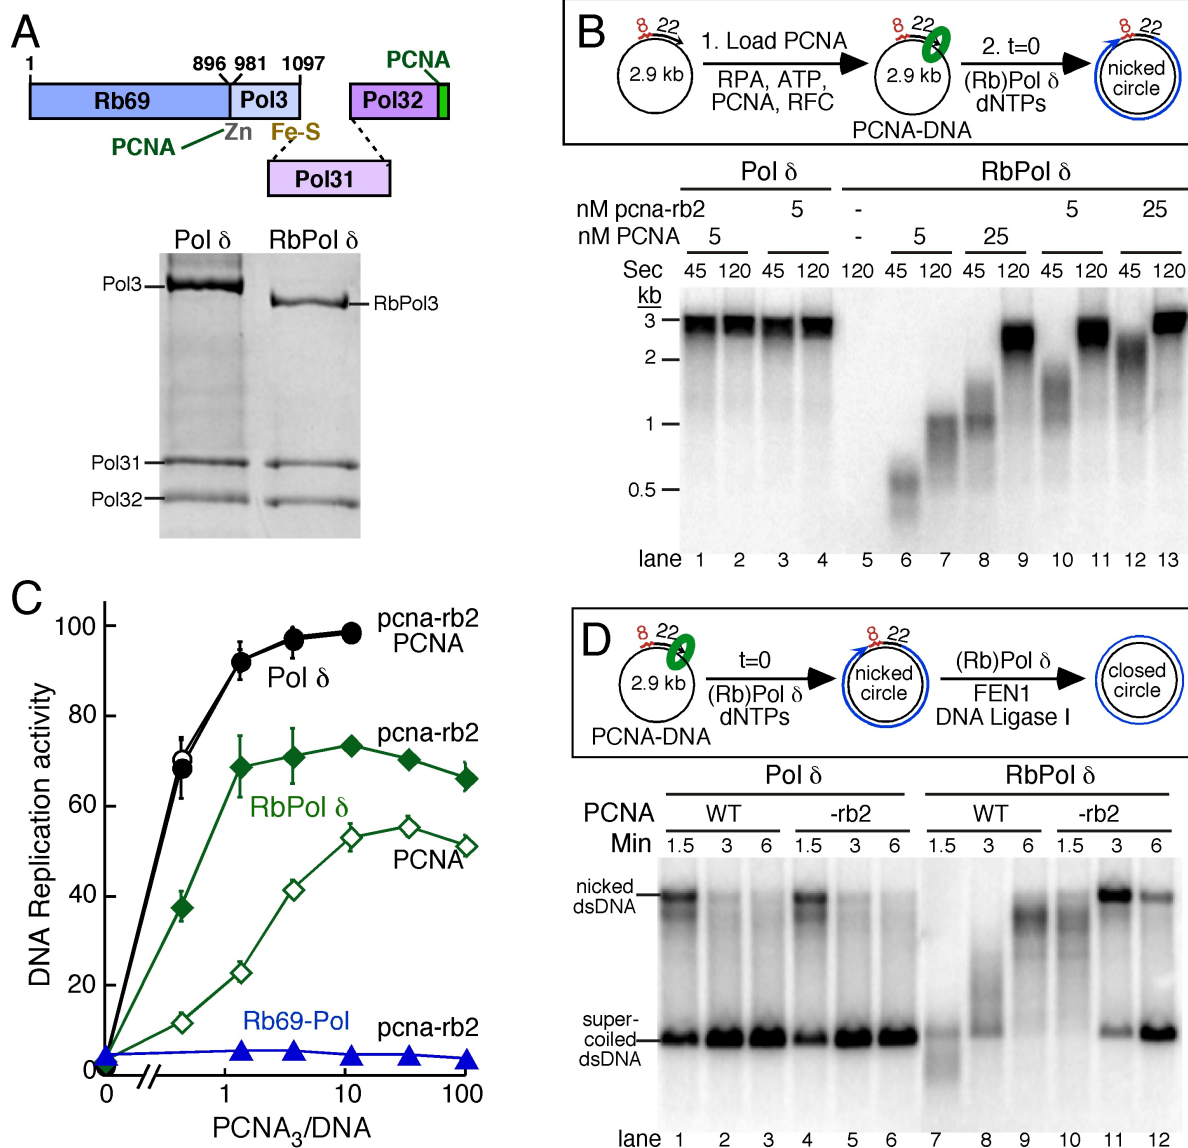 A
1 896 981 1097
PCNA
Rb69 Pol3 Pol32
Zn Fe-S
PCNA
Pol31
Pol δ RbPol δ
Pol3
RbPol3
Pol31
Pol32
B
8 22 1. Load PCNA 8 22 2. t=0 8 22
2.9 kb RPA, ATP, 2.9 kb (Rb)Pol δ nicked
PCNA, RFC dNTPs circle
PCNA-DNA
Pol δ RbPol δ
nM pcna-rb2 5 - 5 25
nM PCNA 5 - 5 25
Sec 45 120 45 120 120 45 120 45 120 45 120 45 120
kb
3
2
1
0.5
lane 1 2 3 4 5 6 7 8 9 10 11 12 13
C
DNA Replication activity
100
80
60
40
20
0
pcna-rb2
PCNA
Pol δ
pcna-rb2
RbPol δ
PCNA
Rb69-Pol pcna-rb2
0 1 10 100
PCNA3/DNA
D
8 22 t=0 8 22 (Rb)Pol δ
2.9 kb (Rb)Pol δ nicked FEN1 closed
dNTPs circle DNA Ligase I circle
PCNA-DNA
Pol δ RbPol δ
PCNA WT -rb2 WT -rb2
Min 1.5 3 6 1.5 3 6 1.5 3 6 1.5 3 6
nicked
dsDNA
super-
coiled
dsDNA
lane 1 2 3 4 5 6 7 8 9 10 11 12